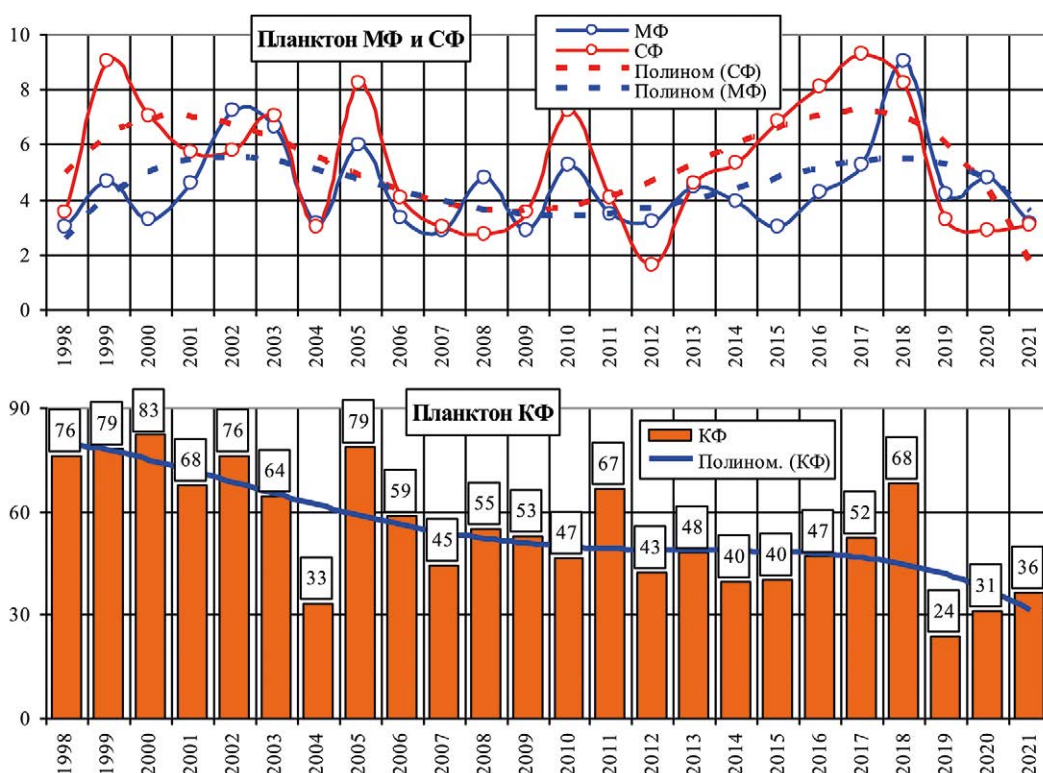 Планктон МФ и СФ
МФ
СФ
Полином (СФ)
Полином (МФ)
10
8
6
4
2
0
1998 1999 2000 2001 2002 2003 2004 2005 2006 2007 2008 2009 2010 2011 2012 2013 2014 2015 2016 2017 2018 2019 2020 2021
Планктон КФ
КФ
Полином. (КФ)
90
60
30
0
76 79 83 68 76 64 33 79 59 45 55 53 47 67 43 48 40 40 47 52 68 24 31 36
1998 1999 2000 2001 2002 2003 2004 2005 2006 2007 2008 2009 2010 2011 2012 2013 2014 2015 2016 2017 2018 2019 2020 2021